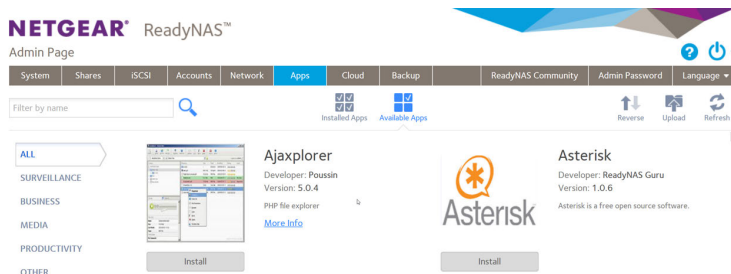 NETGEAR® ReadyNAS™
Admin Page
System Shares iSCSI Accounts Network Apps Cloud Backup ReadyNAS Community Admin Password Language
Filter by name
Installed Apps Available Apps Reverse Upload Refresh
ALL
SURVEILLANCE
BUSINESS
MEDIA
PRODUCTIVITY
OTHER
Ajaxplorer
Developer: Poussin
Version: 5.0.4
PHP file explorer
More Info
Install
Asterisk
Asterisk
Developer: ReadyNAS Guru
Version: 1.0.6
Asterisk is a free open source software.
Install